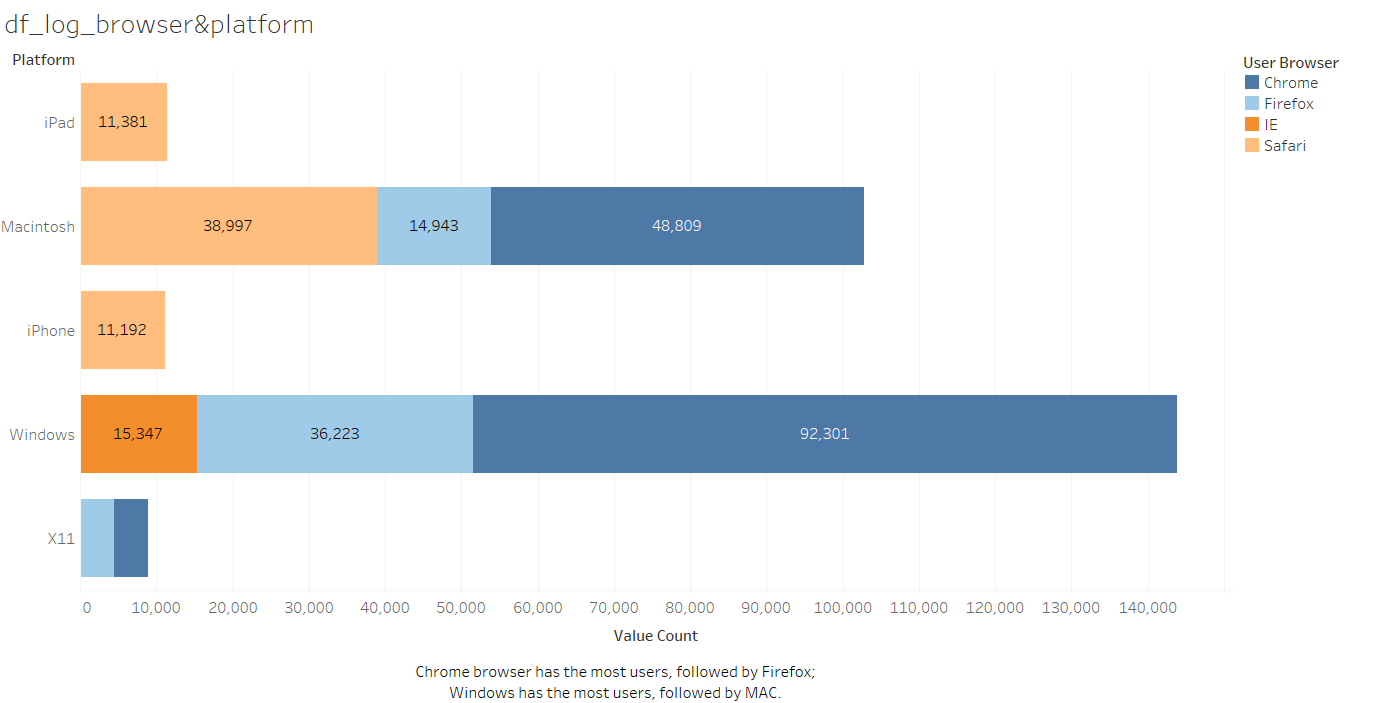 df_log_browser&platform
Platform
User Browser
Chrome
Firefox
IE
Safari
iPad
11,381
Macintosh
38,997 14,943 48,809
iPhone
11,192
Windows
15,347 36,223 92,301
X11
0 10,000 20,000 30,000 40,000 50,000 60,000 70,000 80,000 90,000 100,000 110,000 120,000 130,000 140,000
Value Count
Chrome browser has the most users, followed by Firefox;
Windows has the most users, followed by MAC.